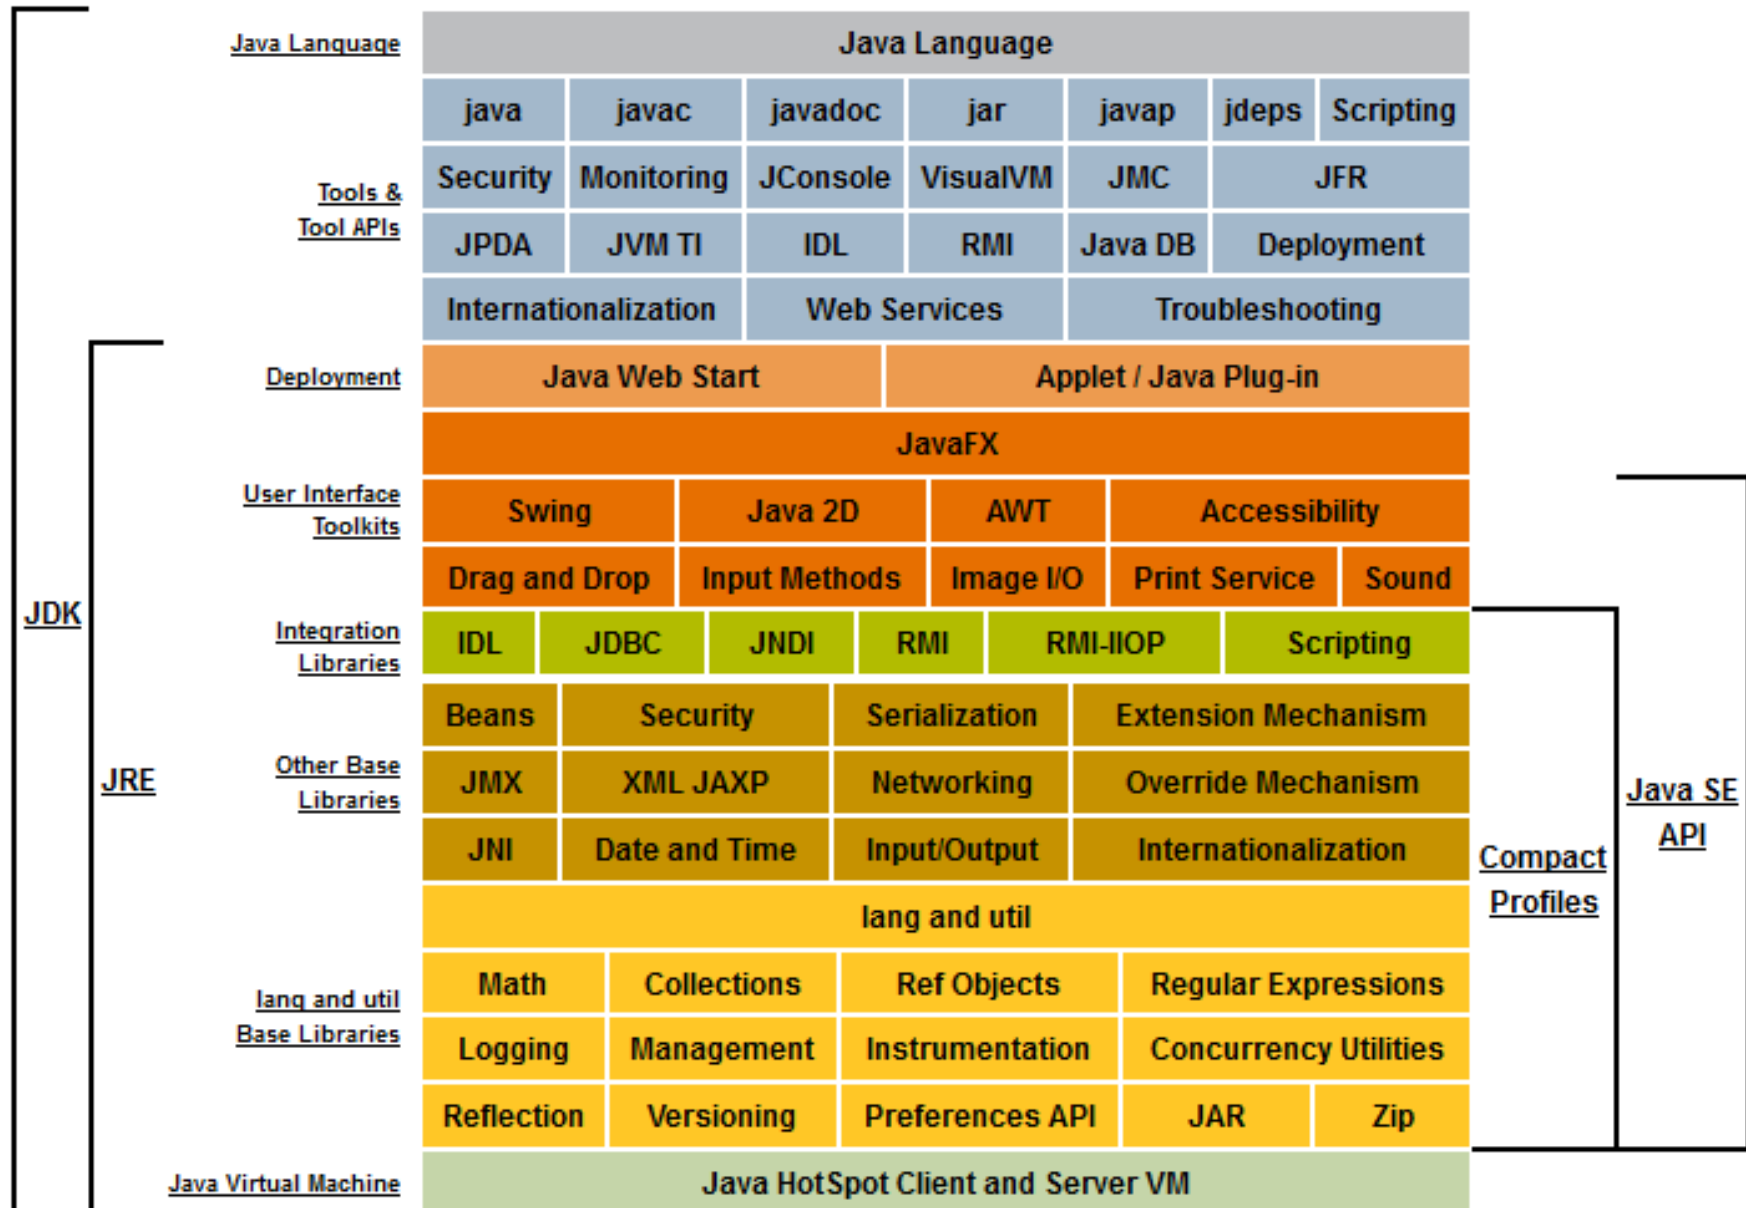 Java Language
Java Language
java javac javadoc jar javap jdeps Scripting
Tools &
Tool APIs
Security Monitoring JConsole VisualVM JMC JFR
JPDA JVM TI IDL RMI Java DB Deployment
Internationalization Web Services Troubleshooting
Deployment
Java Web Start Applet / Java Plug-in
JavaFX
User Interface
Toolkits
Swing Java 2D AWT Accessibility
Drag and Drop Input Methods Image I/O Print Service Sound
JDK
Integration
Libraries
IDL JDBC JNDI RMI RMI-IIOP Scripting
Beans Security Serialization Extension Mechanism
JRE
Other Base
Libraries
JMX XML JAXP Networking Override Mechanism
Java SE
API
JNI Date and Time Input/Output Internationalization
Compact
Profiles
lang and util
Math Collections Ref Objects Regular Expressions
lang and util
Base Libraries
Logging Management Instrumentation Concurrency Utilities
Reflection Versioning Preferences API JAR Zip
Java Virtual Machine
Java HotSpot Client and Server VM